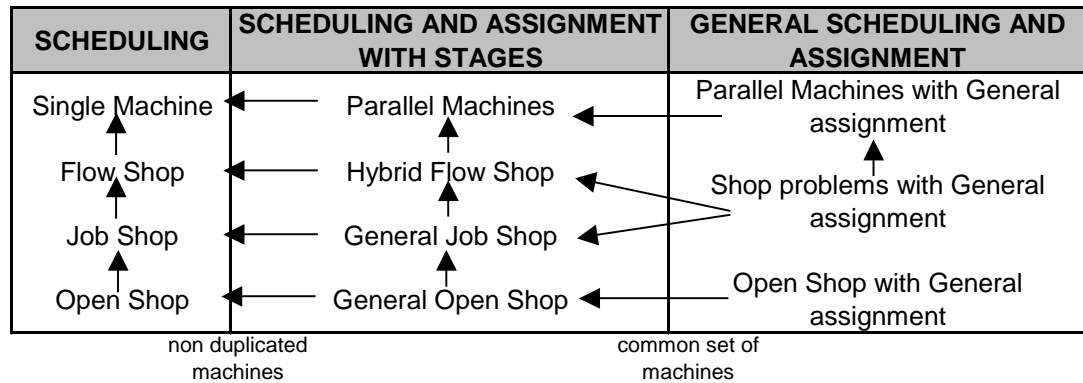 SCHEDULING
SCHEDULING AND ASSIGNMENT
WITH STAGES
GENERAL SCHEDULING AND
ASSIGNMENT
Single Machine
Parallel Machines
Parallel Machines with General
assignment
Flow Shop
Hybrid Flow Shop
Shop problems with General
assignment
Job Shop
General Job Shop
Open Shop
General Open Shop
Open Shop with General
assignment
non duplicated
machines
common set of
machines